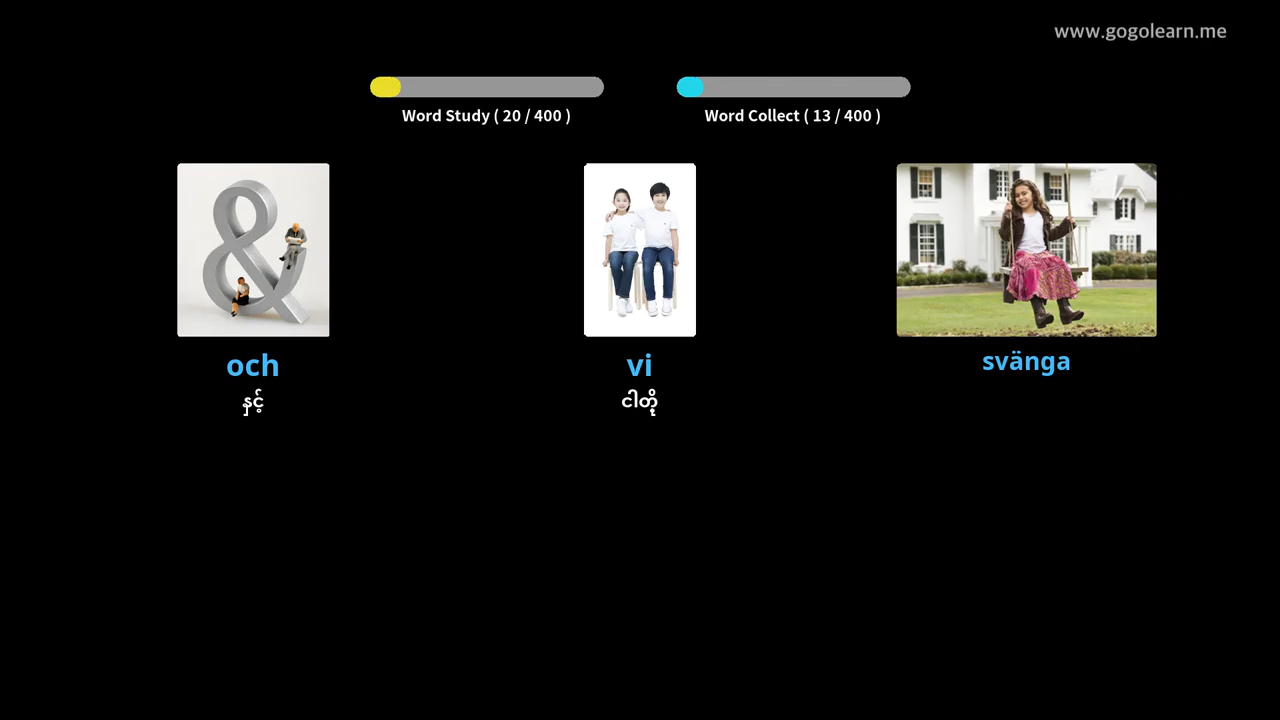 www.gogolearn.me
Word Study ( 20 / 400 )
Word Collect ( 13 / 400 )
och
vi
svänga
နှင့်
ငါတို့